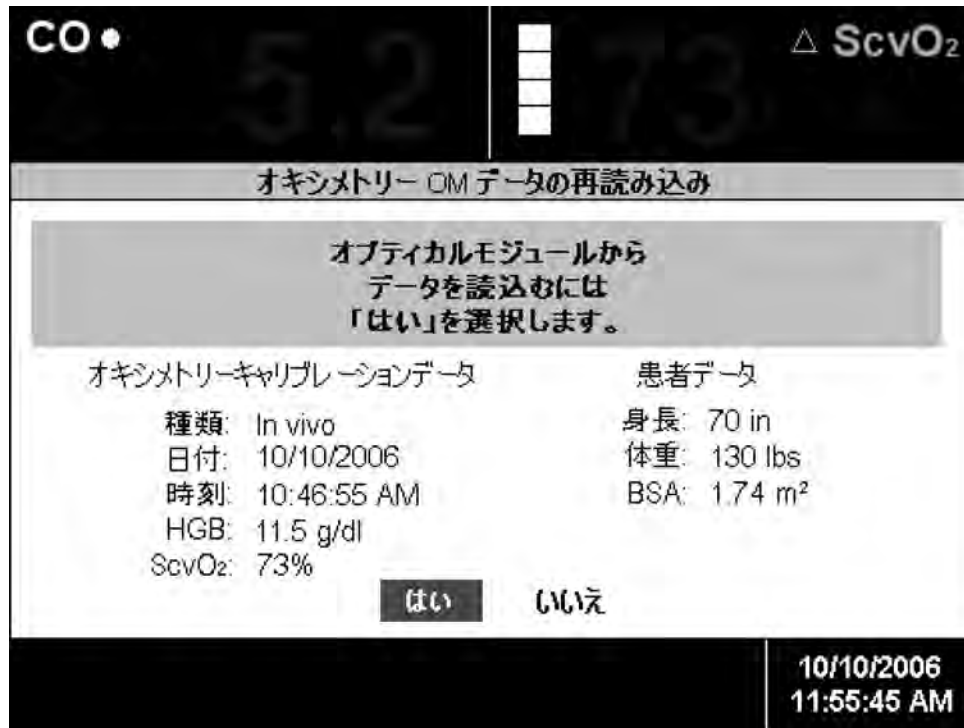 CO
5.2
73
△ ScvO₂
オキシメトリー OM データの再読み込み
オプティカルモジュールから
データを読込むには
「はい」を選択します。
オキシメトリーキャリブレーションデータ
種類: In vivo
日付: 10/10/2006
時刻: 10:46:55 AM
HGB: 11.5 g/dl
ScvO₂: 73%
患者データ
身長: 70 in
体重: 130 lbs
BSA: 1.74 m²
はい
いいえ
10/10/2006
11:55:45 AM